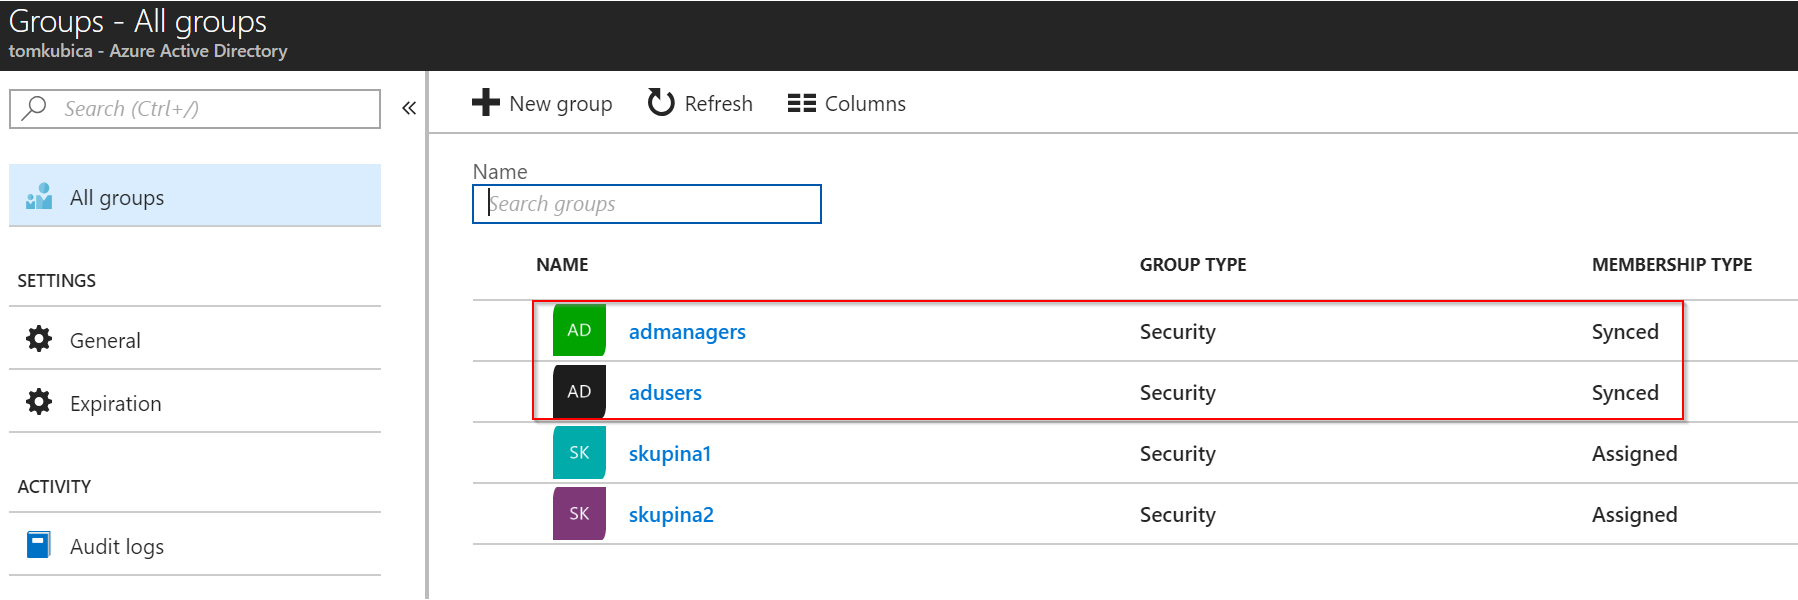 Groups - All groups
tomkubica - Azure Active Directory
Search (Ctrl+/)
«
All groups
SETTINGS
General
Expiration
ACTIVITY
Audit logs
New group Refresh Columns
Name
Search groups
NAME GROUP TYPE MEMBERSHIP TYPE
AD admanagers Security Synced
AD adusers Security Synced
SK skupina1 Security Assigned
SK skupina2 Security Assigned